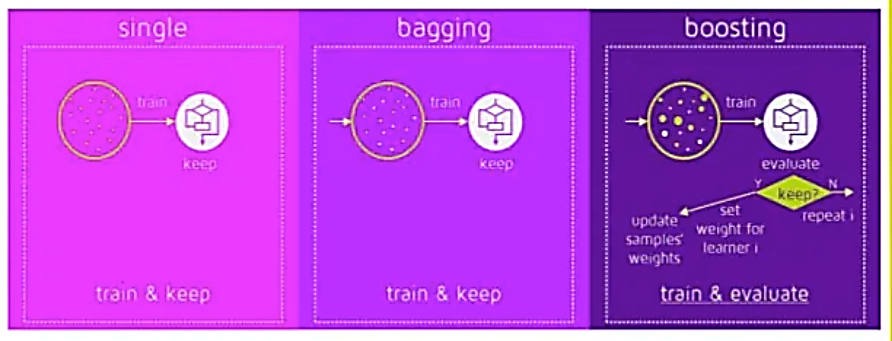 single
train
keep
train & keep
bagging
train
keep
train & keep
boosting
train
evaluate
Y
keep?
N
repeat i
set
weight for
learner i
update
samples'
weights
train & evaluate